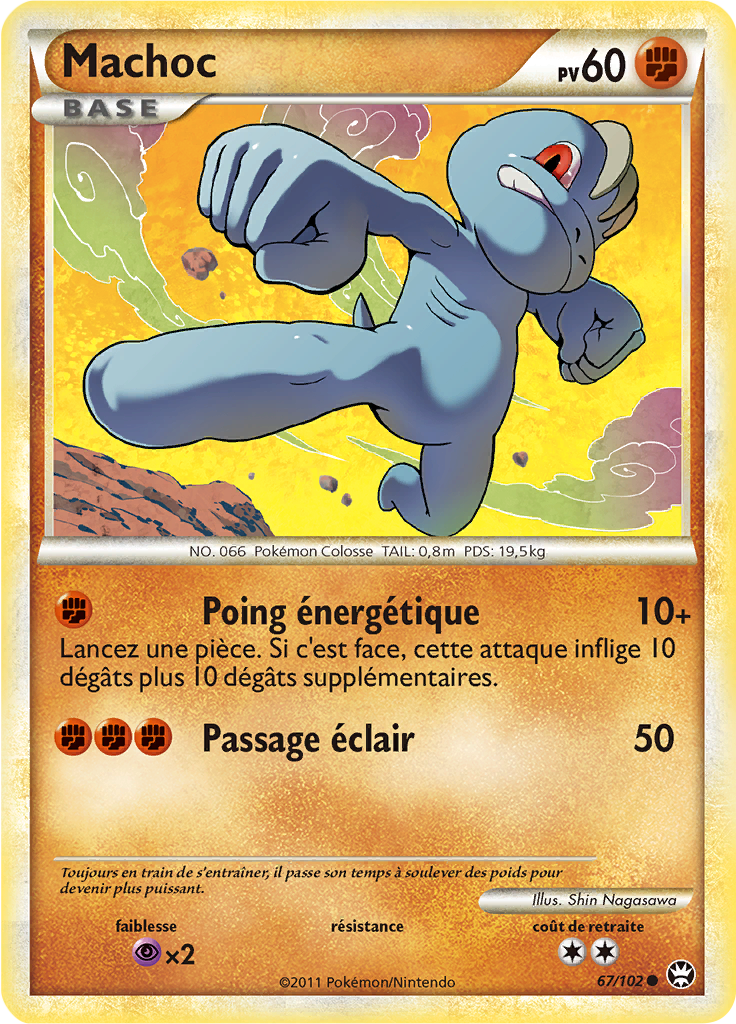 Machoc
PV60
BASE
NO. 066 Pokémon Colosse TAIL: 0,8m PDS: 19,5kg
Poing énergétique 10+
Lancez une pièce. Si c'est face, cette attaque inflige 10
dégâts plus 10 dégâts supplémentaires.
Passage éclair 50
Toujours en train de s'entraîner, il passe son temps à soulever des poids pour
devenir plus puissant.
Illus. Shin Nagasawa
faiblesse résistance coût de retraite
×2
©2011 Pokémon/Nintendo 67/102